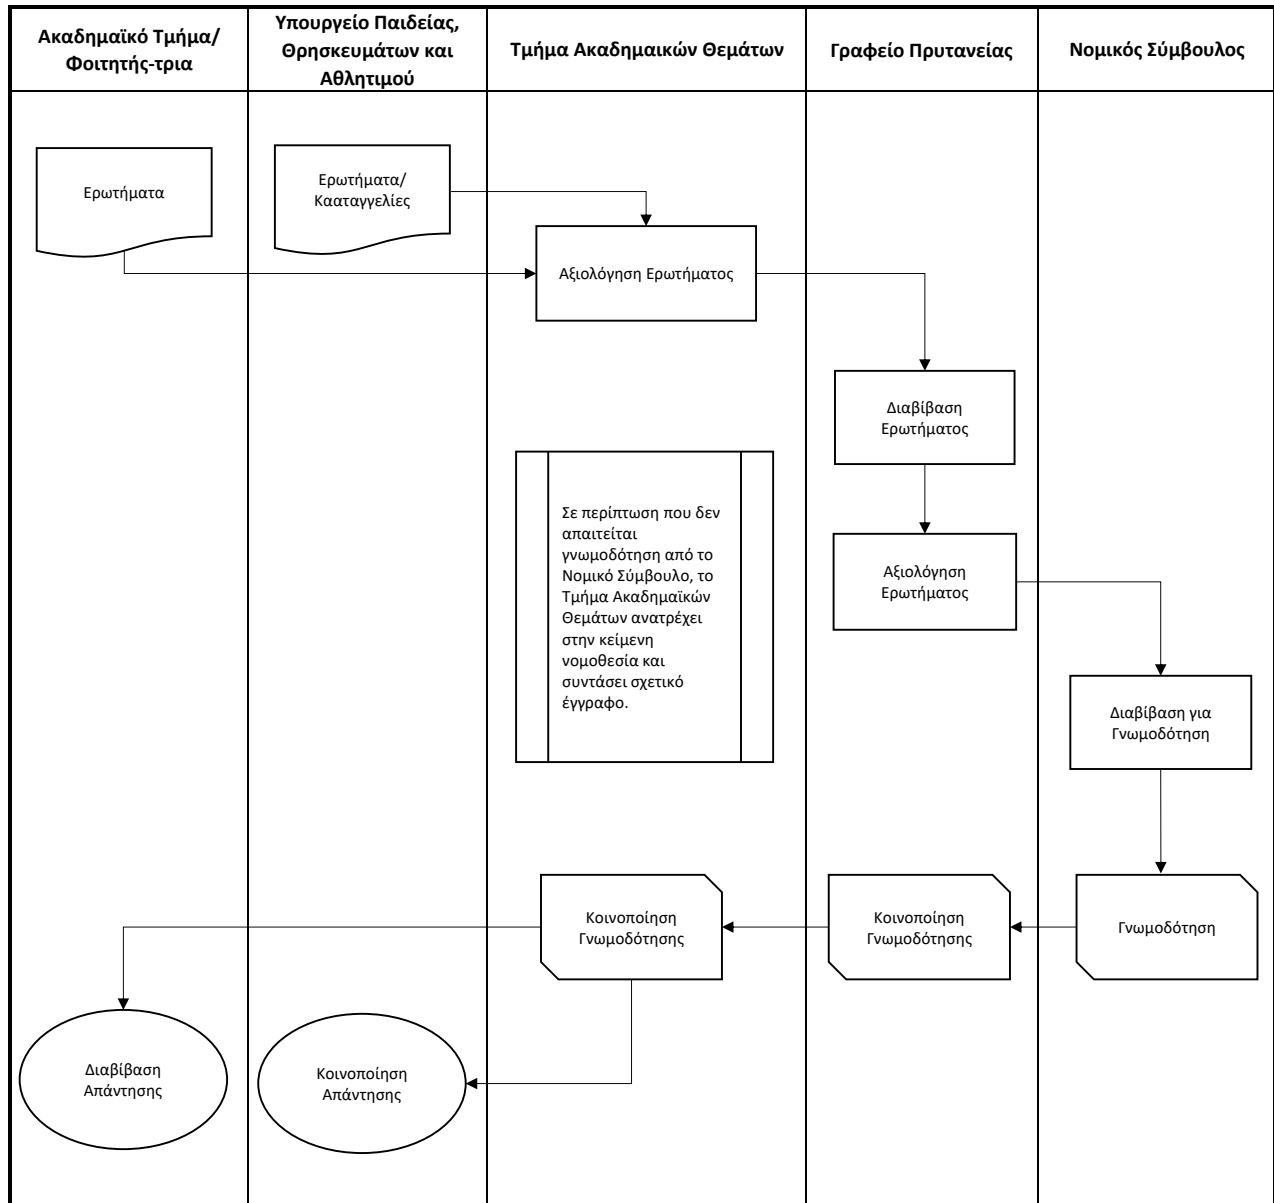 Ακαδημαϊκό Τμήμα/
Φοιτητής-τρια
Υπουργείο Παιδείας,
Θρησκευμάτων και
Αθλητιμού
Τμήμα Ακαδημαικών Θεμάτων
Γραφείο Πρυτανείας
Νομικός Σύμβουλος
Ερωτήματα
Ερωτήματα/
Κααταγγελίες
Αξιολόγηση Ερωτήματος
Διαβίβαση
Ερωτήματος
Σε περίπτωση που δεν
απαιτείται
γνωμοδότηση από το
Νομικό Σύμβουλο, το
Τμήμα Ακαδημαϊκών
Θεμάτων ανατρέχει
στην κείμενη
νομοθεσία και
συντάσει σχετικό
έγγραφο.
Αξιολόγηση
Ερωτήματος
Διαβίβαση για
Γνωμοδότηση
Κοινοποίηση
Γνωμοδότησης
Κοινοποίηση
Γνωμοδότησης
Γνωμοδότηση
Διαβίβαση
Απάντησης
Κοινοποίηση
Απάντησης